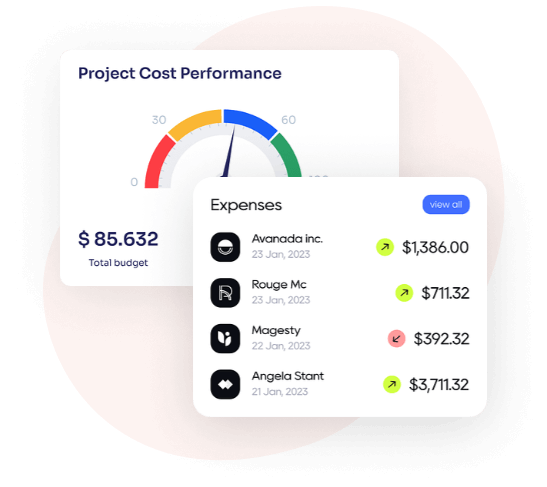 Project Cost Performance
30
60
0
$ 85.632
Total budget
Expenses
view all
Avanada inc.
23 Jan, 2023
$1,386.00
Rouge Mc
23 Jan, 2023
$711.32
Magesty
22 Jan, 2023
$392.32
Angela Stant
21 Jan, 2023
$3,711.32